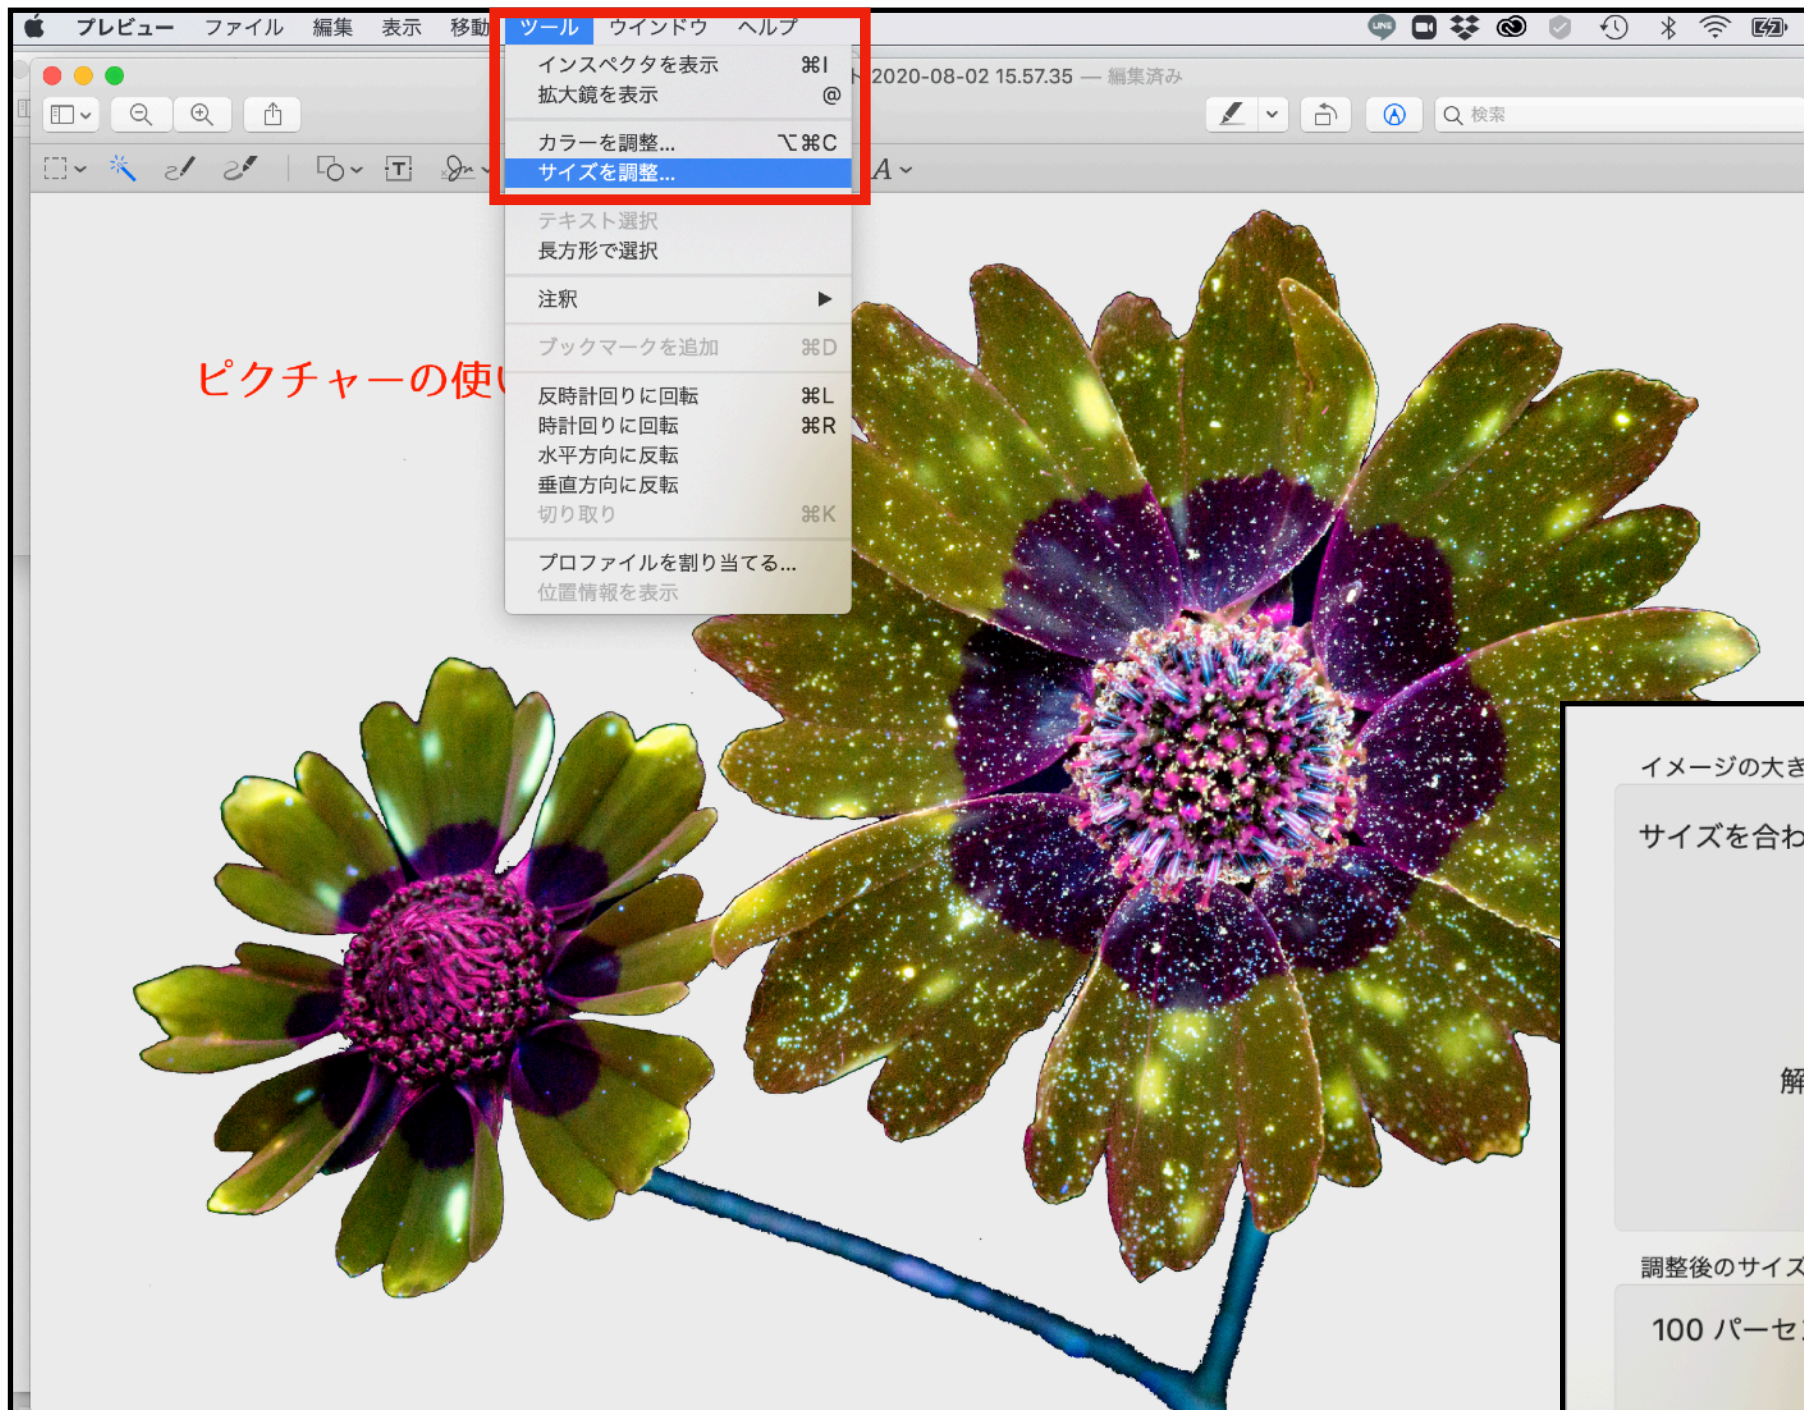 プレビュー ファイル 編集 表示 移動 ツール ウインドウ ヘルプ
LINE
2020-08-02 15.57.35 — 編集済み
検索
T
A
インスペクタを表示 ⌘I
拡大鏡を表示 @
カラーを調整... ⌥⌘C
サイズを調整...
テキスト選択
長方形で選択
注釈 ▶
ブックマークを追加 ⌘D
反時計回りに回転 ⌘L
時計回りに回転 ⌘R
水平方向に反転
垂直方向に反転
切り取り ⌘K
プロファイルを割り当てる...
位置情報を表示
ピクチャーの使い
イメージの大き
サイズを合わ
解
調整後のサイズ
100 パーセン